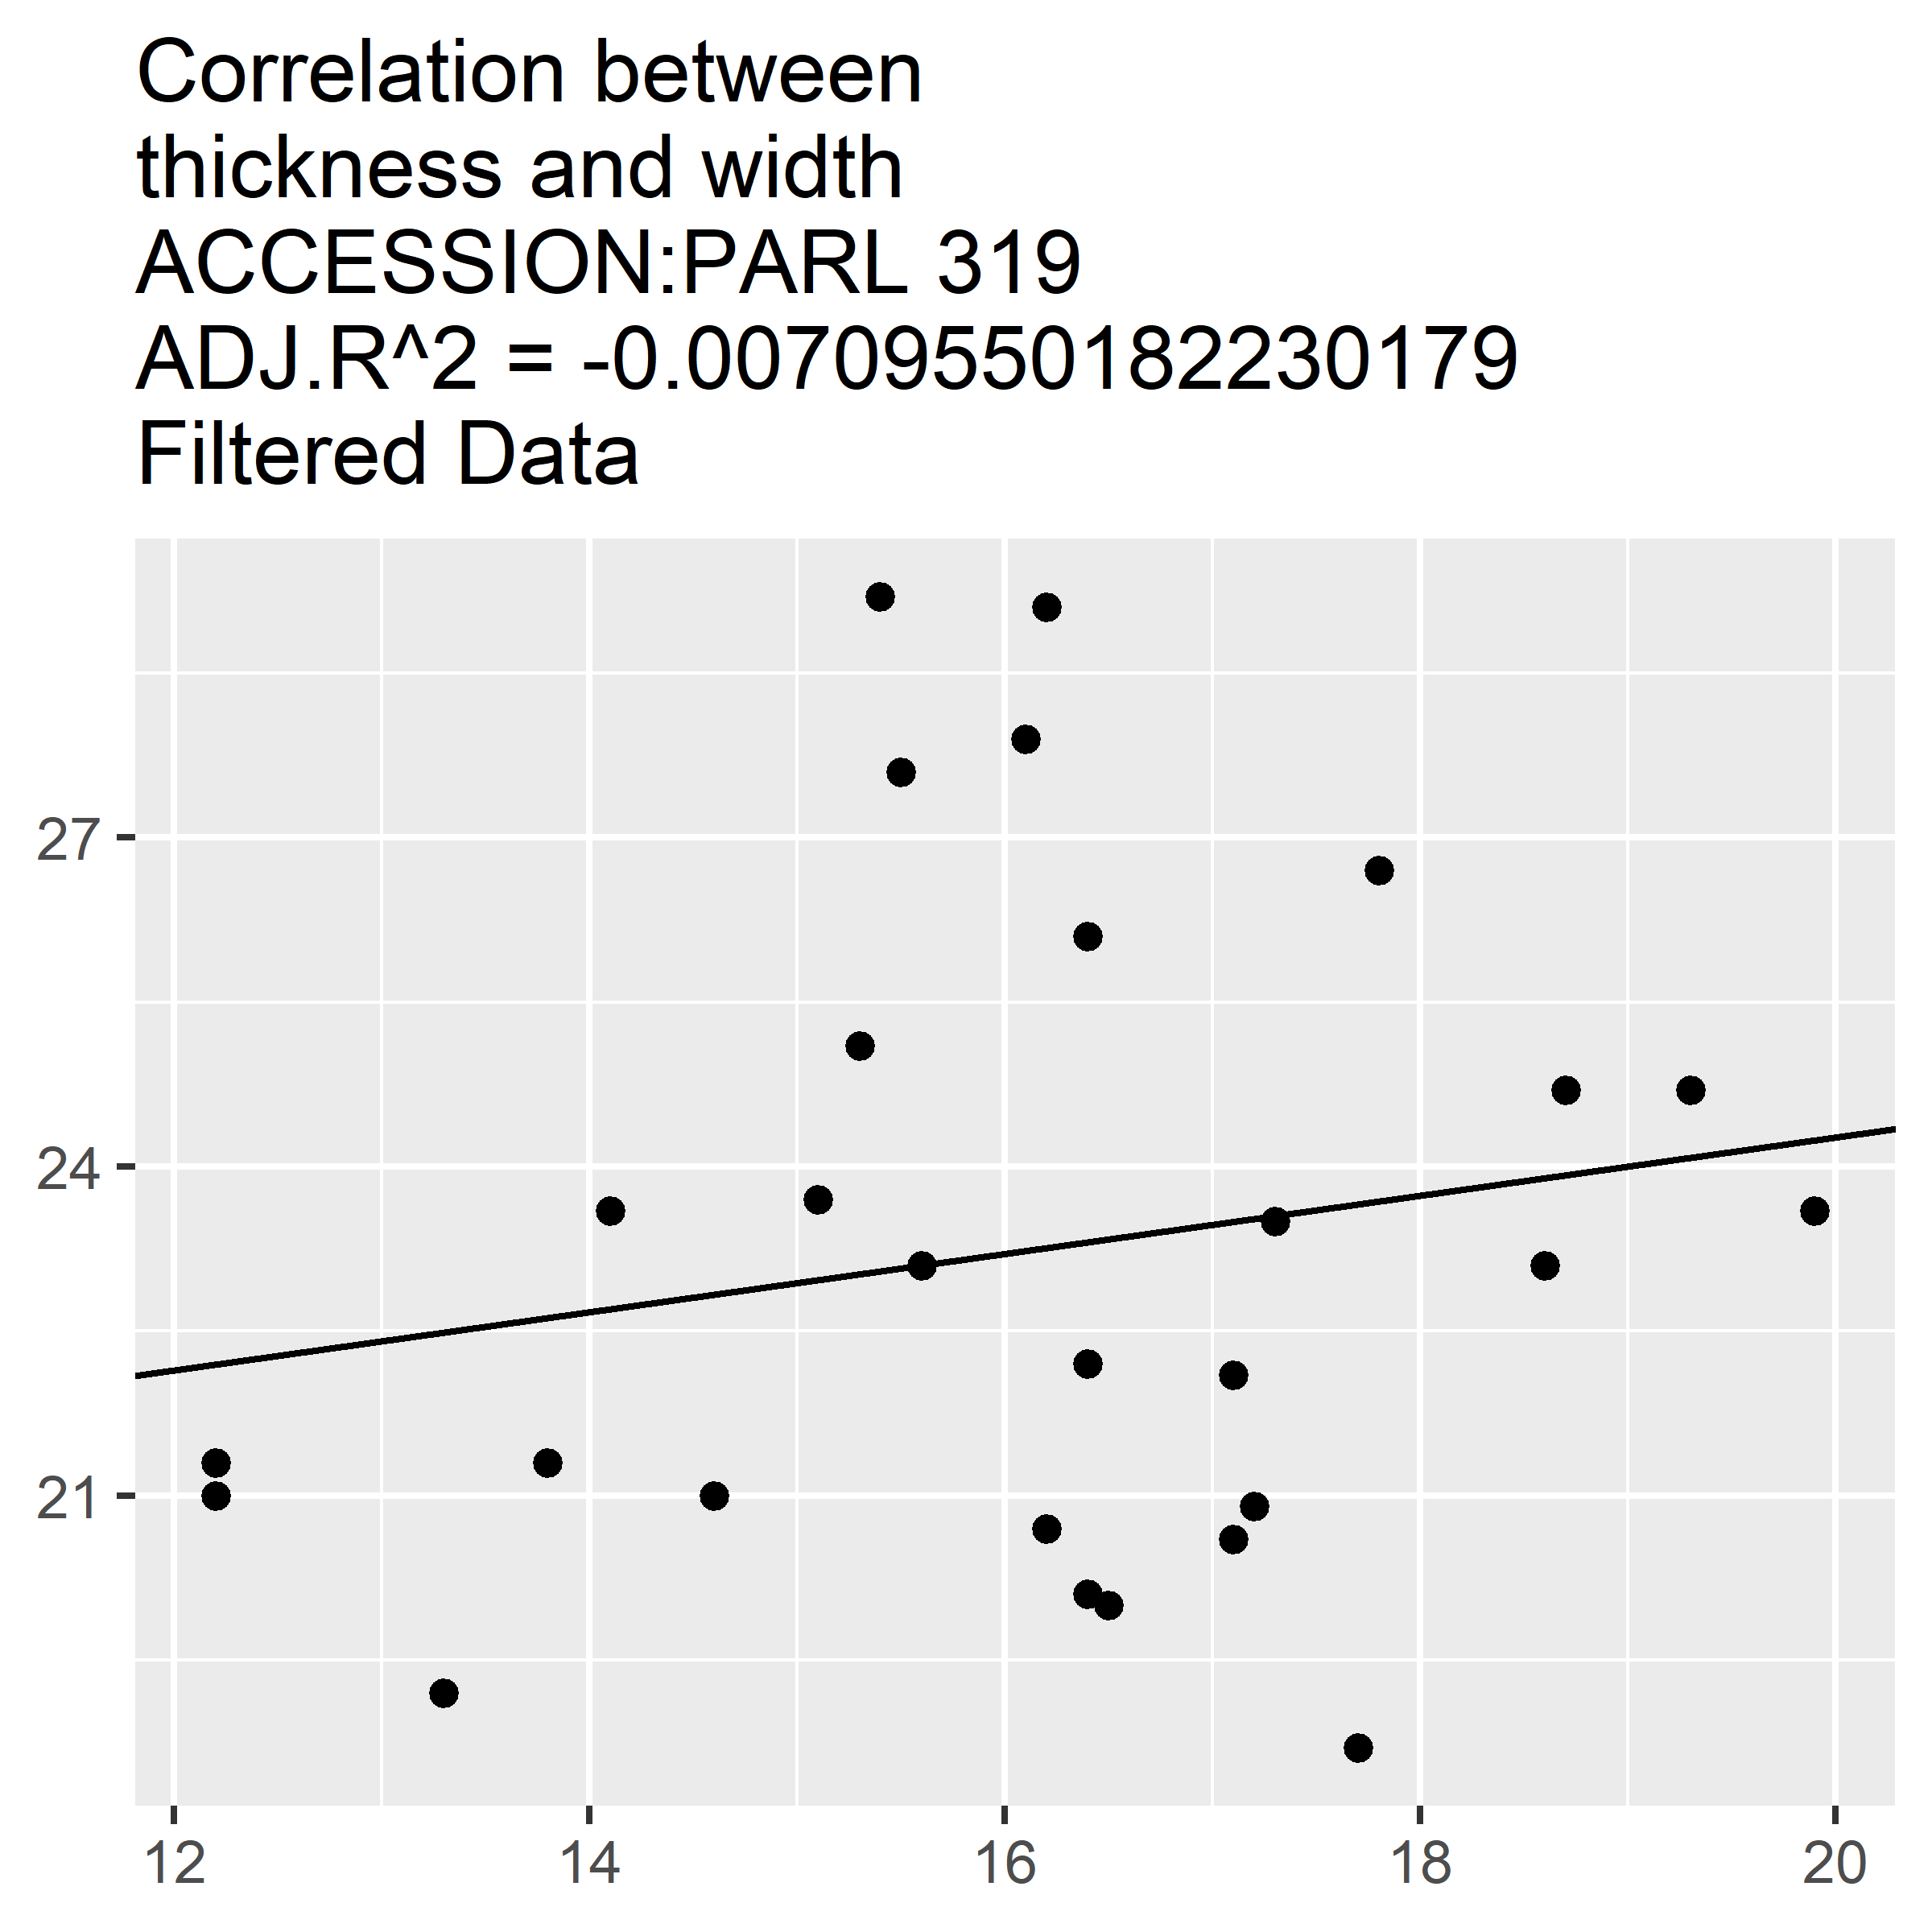 Correlation between
thickness and width
ACCESSION:PARL 319
ADJ.R^2 = -0.00709550182230179
Filtered Data
27
24
21
12 14 16 18 20